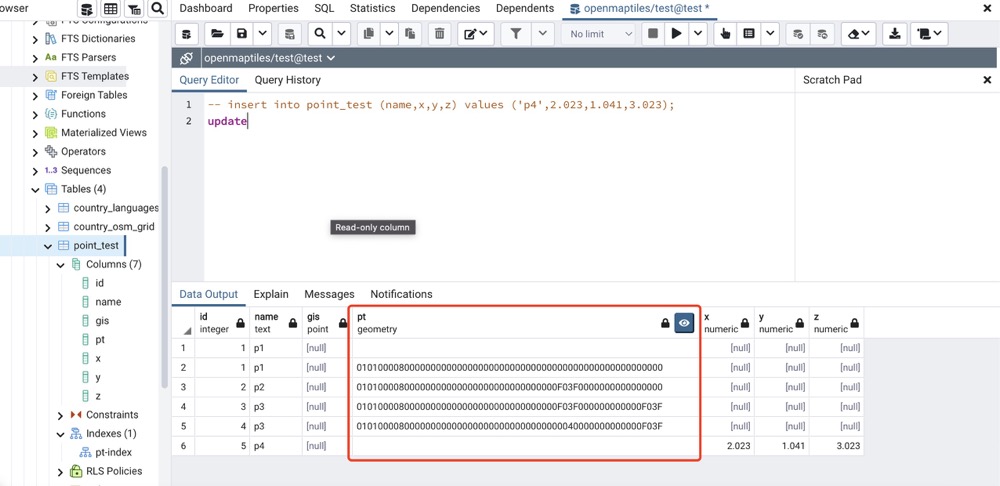 owser
Dashboard Properties SQL Statistics Dependencies Dependents openmaptiles/test@test *
FTS Configurations
FTS Dictionaries
FTS Parsers
FTS Templates
Foreign Tables
Functions
Materialized Views
Operators
1..3 Sequences
Tables (4)
country_languages
country_osm_grid
point_test
Columns (7)
id
name
gis
pt
x
y
z
Constraints
Indexes (1)
pt-index
RLS Policies
No limit
openmaptiles/test@test
Query Editor Query History
Scratch Pad
1 -- insert into point_test (name,x,y,z) values ('p4',2.023,1.041,3.023);
2 update
Read-only column
Data Output Explain Messages Notifications
id name gis pt x y z
integer text point geometry numeric numeric numeric
1 1 p1 [null] [null] [null] [null]
2 1 p1 [null] [null] [null] [null]
3 2 p2 [null] [null] [null] [null]
4 3 p3 [null] [null] [null] [null]
5 4 p3 [null] [null] [null] [null]
6 5 p4 [null] 2.023 1.041 3.023